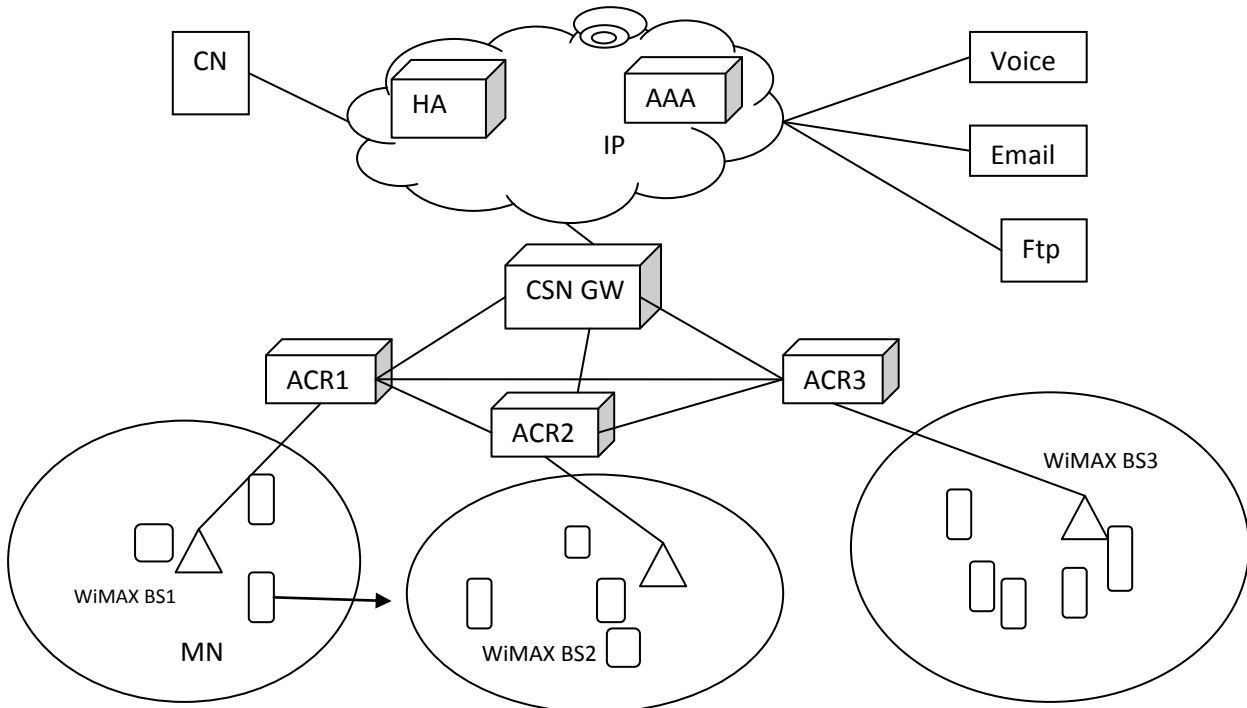 CN
HA
AAA
IP
Voice
Email
Ftp
CSN GW
ACR1
ACR3
ACR2
WiMAX BS3
WiMAX BS1
MN
WiMAX BS2